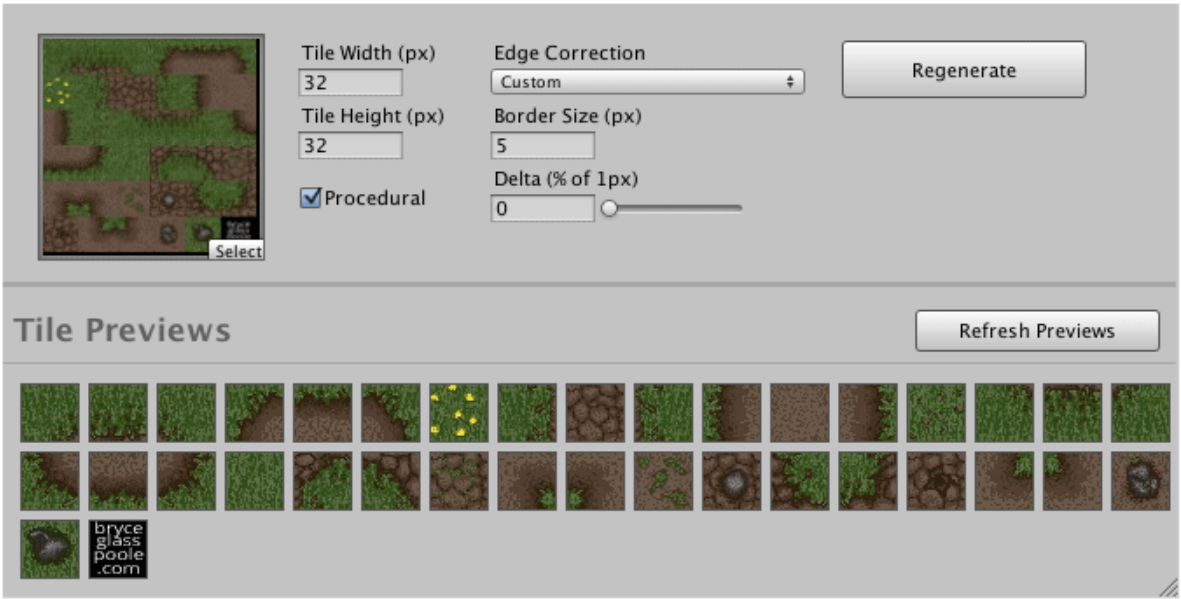 Tile Width (px)
32
Tile Height (px)
32
Procedural
Edge Correction
Custom
Border Size (px)
5
Delta (% of 1px)
0
Regenerate
Select
Tile Previews
Refresh Previews
bryce
glass
poole
.com